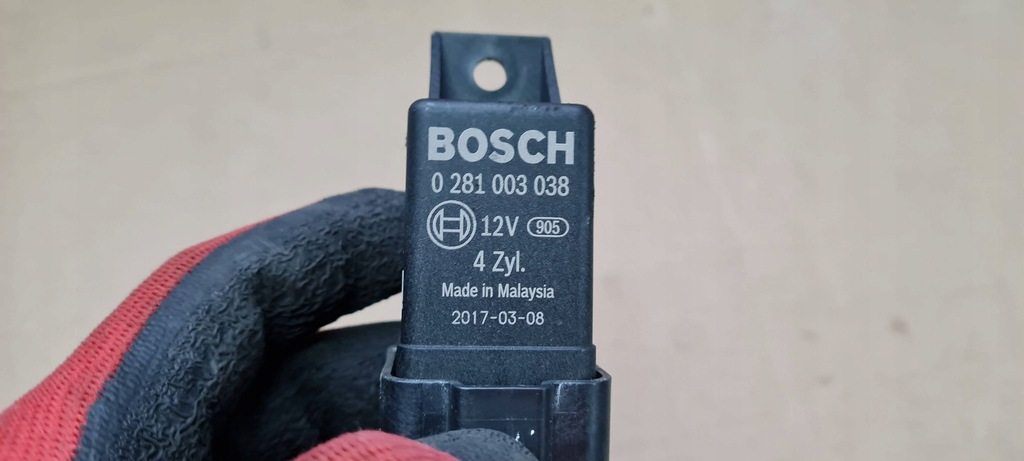 BOSCH
0 281 003 038
12V 905
4 Zyl.
Made in Malaysia
2017-03-08